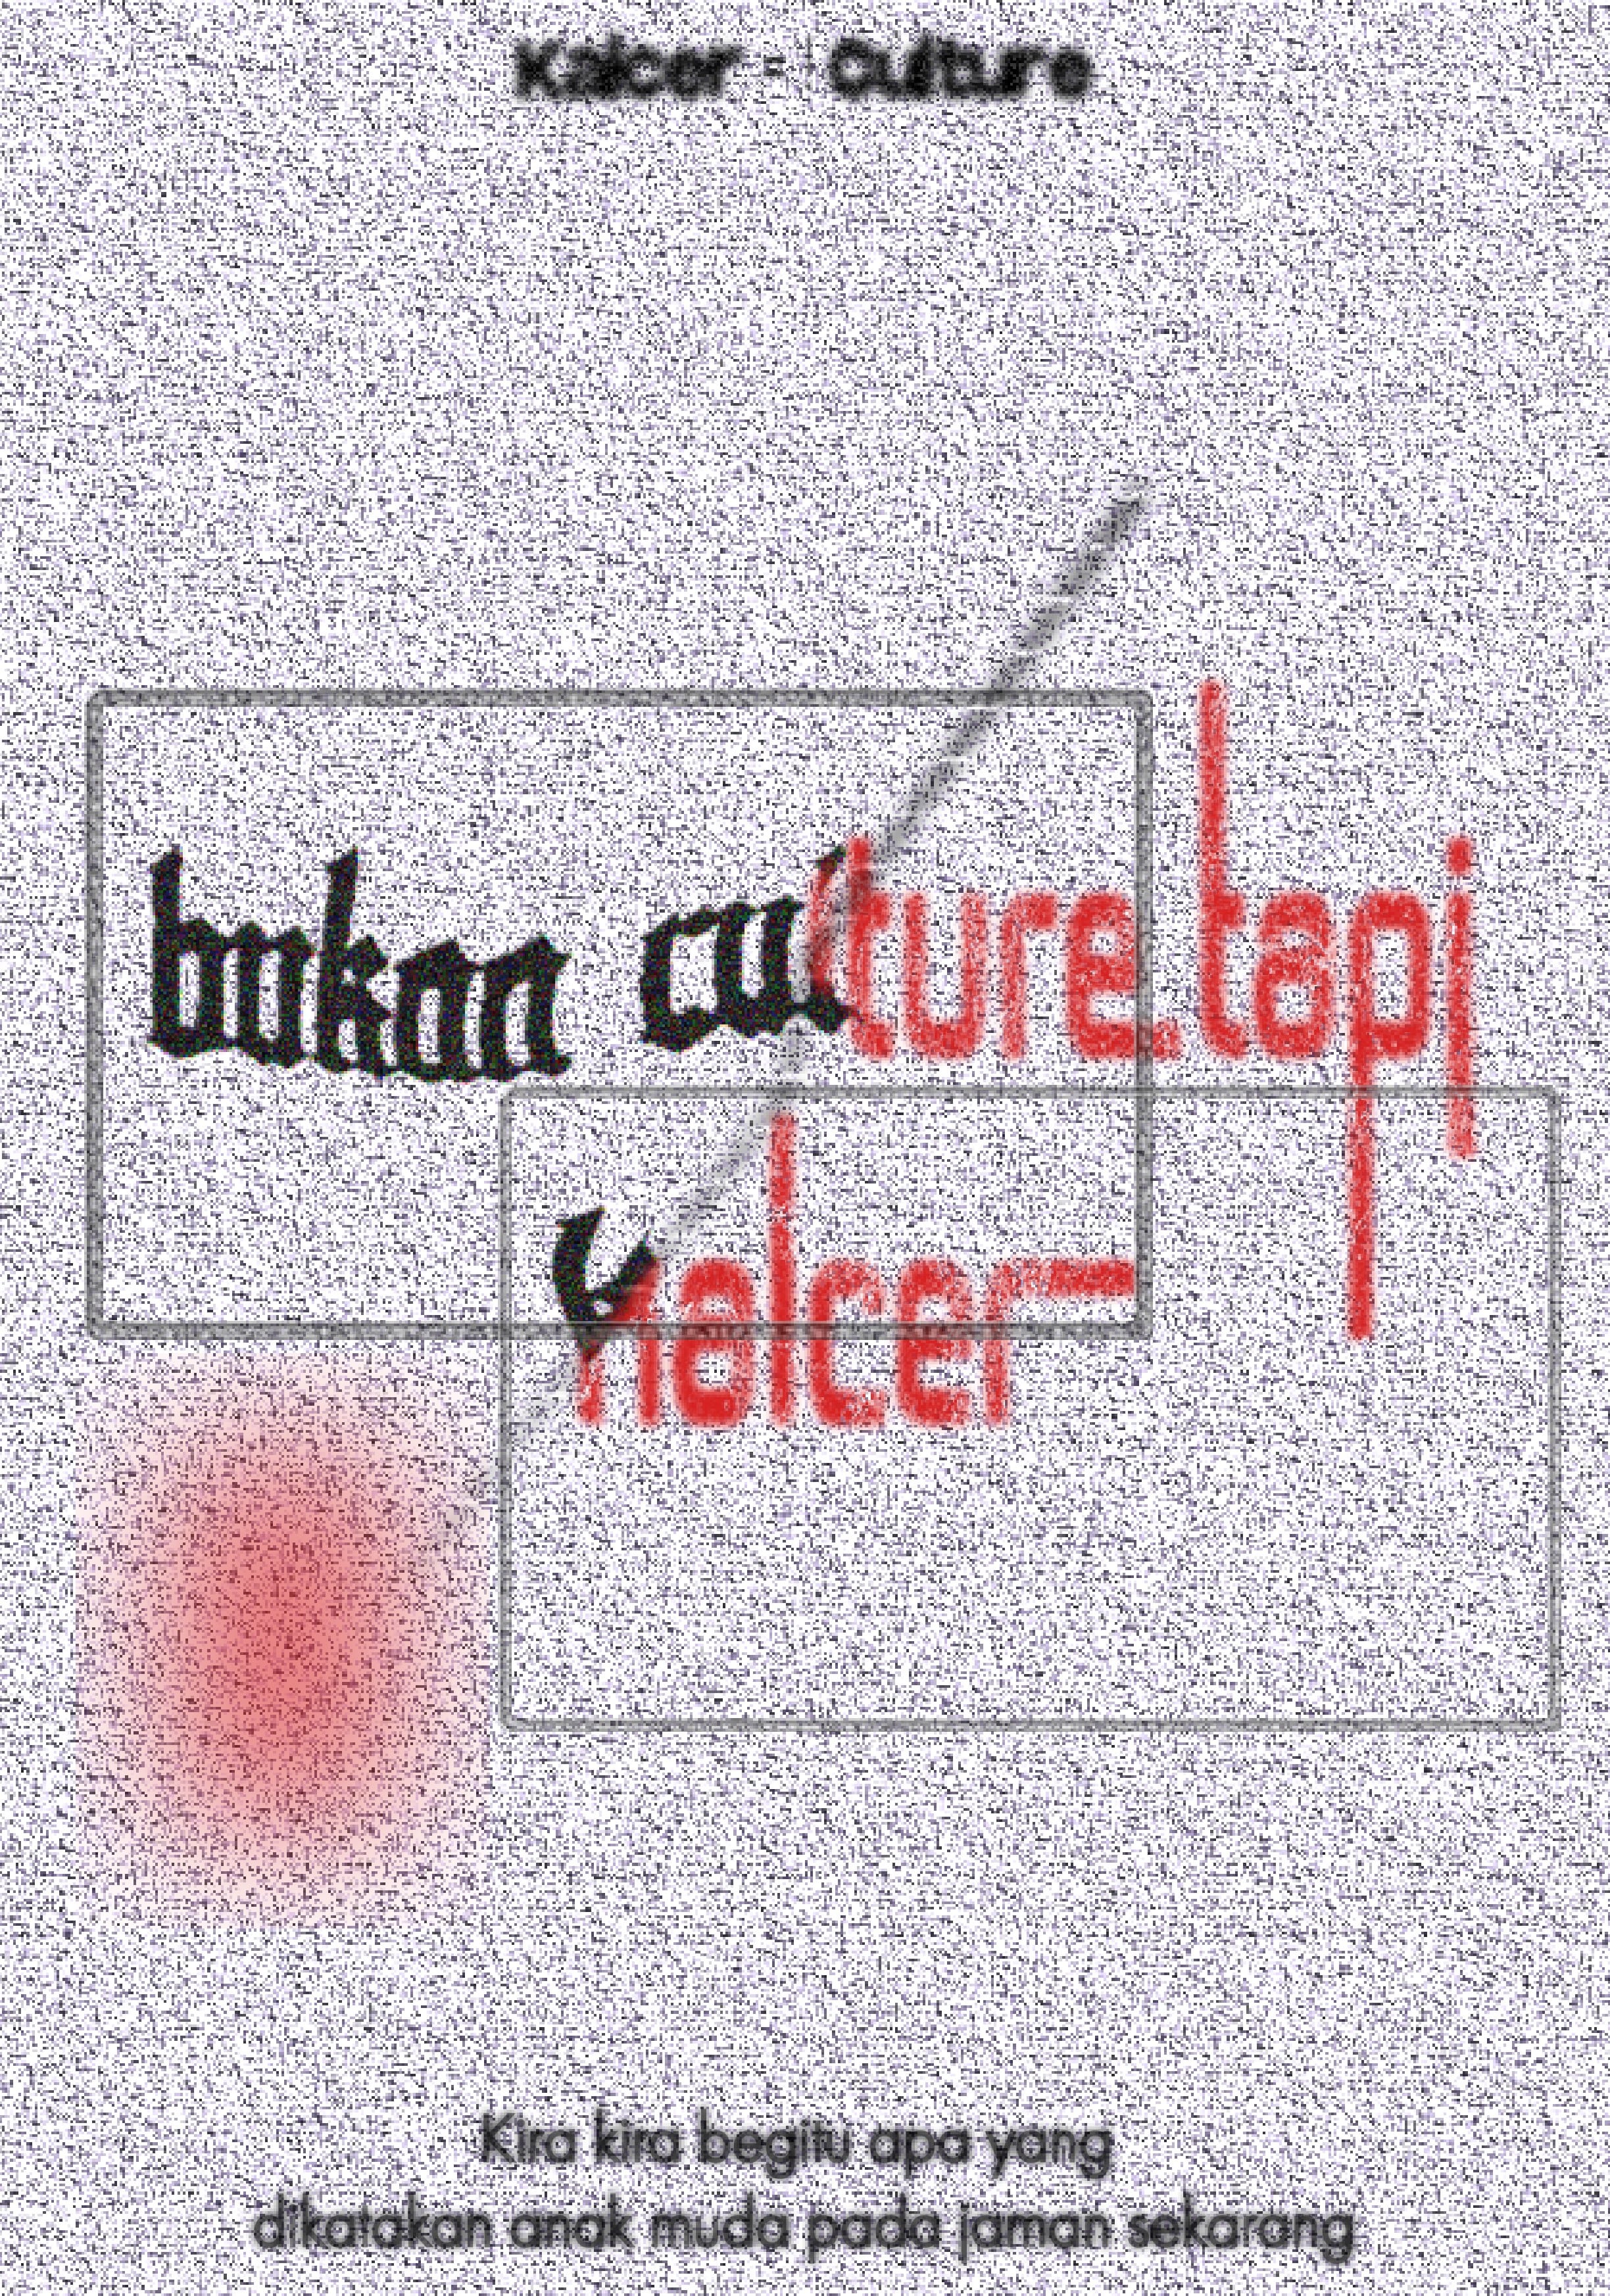 Kalcer = Culture
bukan culture.tapi
kalcer
Kira kira begitu apa yang
dikatakan anak muda pada jaman sekarang